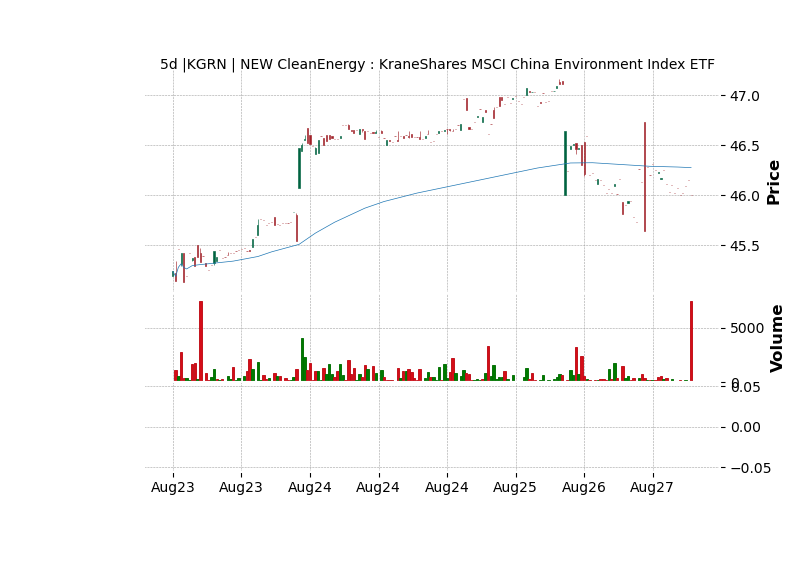 5d |KGRN | NEW CleanEnergy : KraneShares MSCI China Environment Index ETF
47.0
46.5
46.0
45.5
Price
5000
0
Volume
0.05
0.00
−0.05
Aug23 Aug23 Aug24 Aug24 Aug24 Aug25 Aug26 Aug27